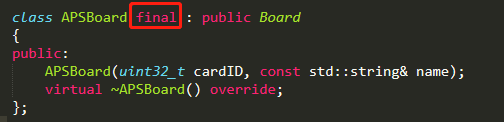 class APSBoard final : public Board
{
public:
    APSBoard(uint32_t cardID, const std::string& name);
    virtual ~APSBoard() override;
};